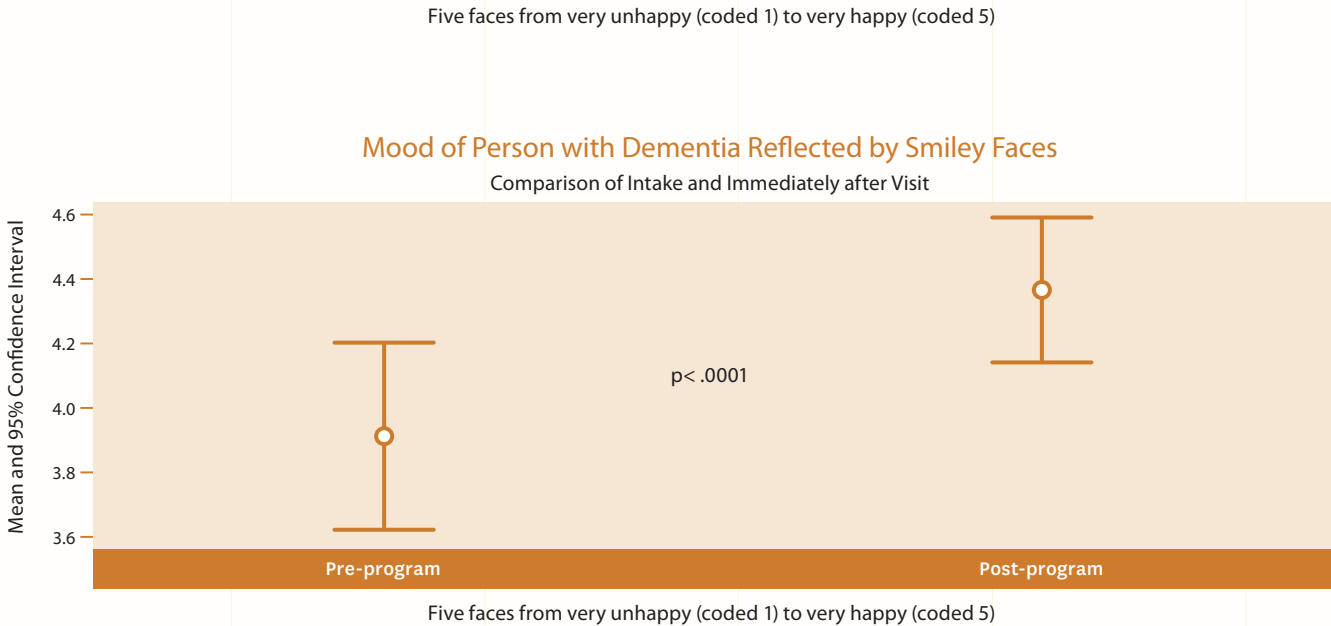 Five faces from very unhappy (coded 1) to very happy (coded 5)
Mood of Person with Dementia Reflected by Smiley Faces
Comparison of Intake and Immediately after Visit
Mean and 95% Confidence Interval
4.6
4.4
4.2
4.0
3.8
3.6
p< .0001
Pre-program
Post-program
Five faces from very unhappy (coded 1) to very happy (coded 5)